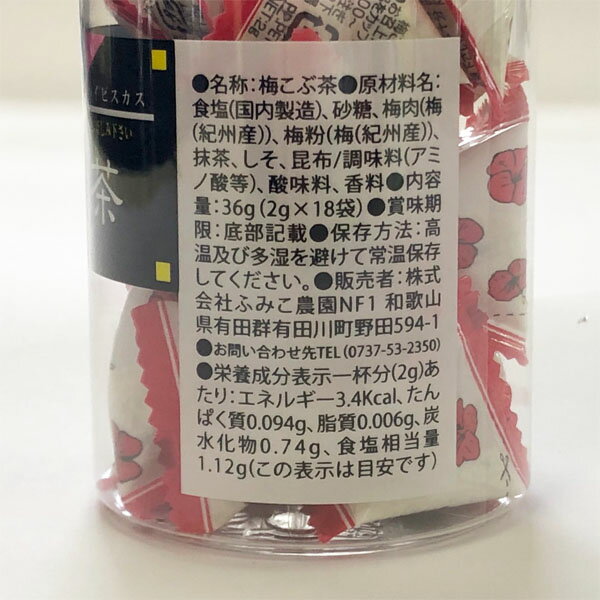 ●名称:梅こぶ茶●原材料名:
食塩(国内製造)、砂糖、梅肉(梅
(紀州産))、梅粉(梅(紀州産))、
抹茶、しそ、昆布/調味料(アミ
ノ酸等)、酸味料、香料●内容
量:36g(2g×18袋)●賞味期
限:底部記載●保存方法:高
温及び多湿を避けて常温保存
してください。●販売者:株式
会社ふみこ農園NF1 和歌山
県有田群有田川町野田594-1
●お問い合わせ先TEL(0737-53-2350)
●栄養成分表示一杯分(2g)あ
たり:エネルギー3.4Kcal、たん
ぱく質0.094g、脂質0.006g、炭
水化物0.74g、食塩相当量
1.12g(この表示は目安です)
イビスカス
茶